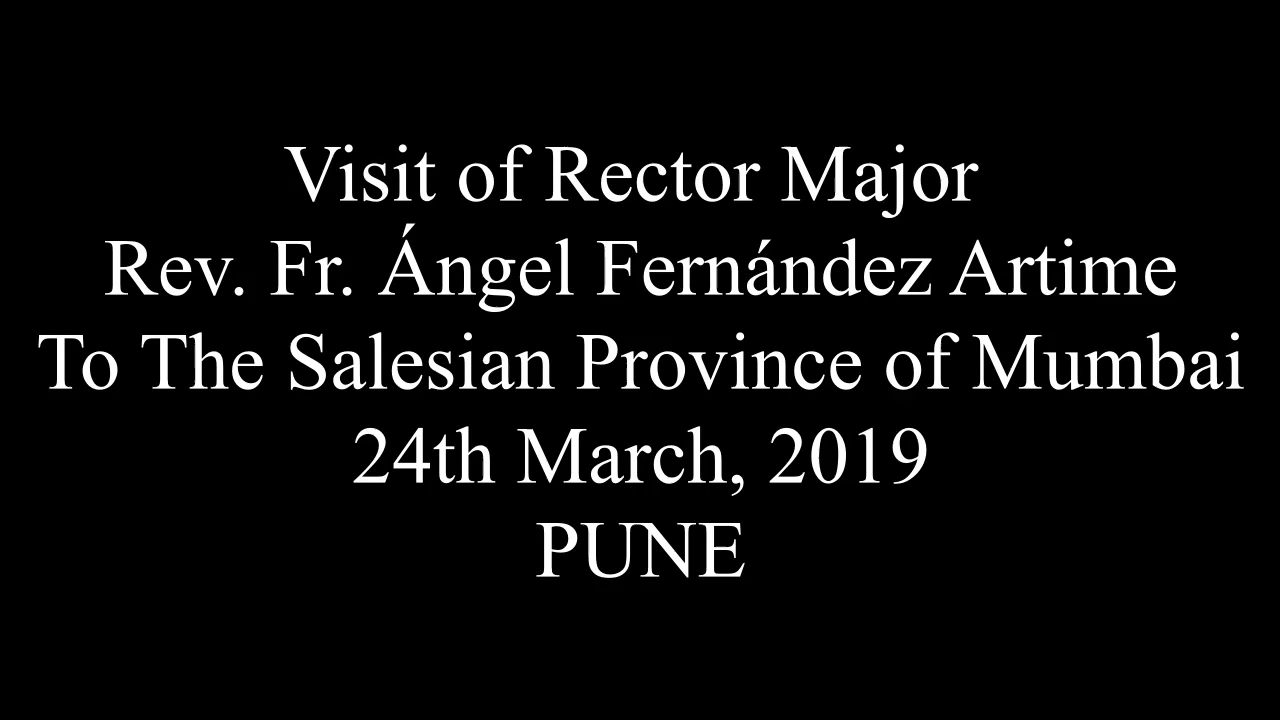 Visit of Rector Major
Rev. Fr. Ángel Fernández Artime
To The Salesian Province of Mumbai
24th March, 2019
PUNE